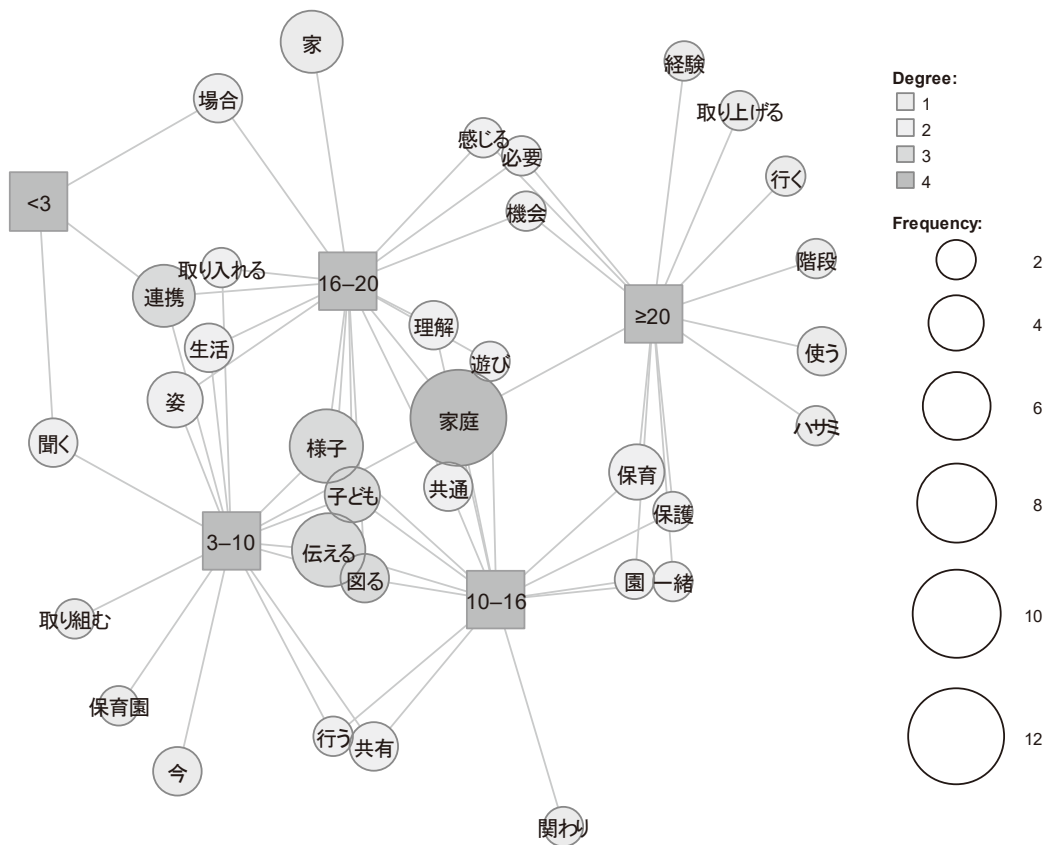 家
経験
場合
取り上げる
感じる
必要
行く
<3
機会
取り入れる
16–20
階段
連携
≥20
理解
生活
遊び
使う
姿
家庭
ハサミ
聞く
様子
保育
共通
子ども
保護
3–10
伝える
図る
園
一緒
10–16
取り組む
保育園
行う
共有
今
関わり
Degree:
1
2
3
4
Frequency:
2
4
6
8
10
12